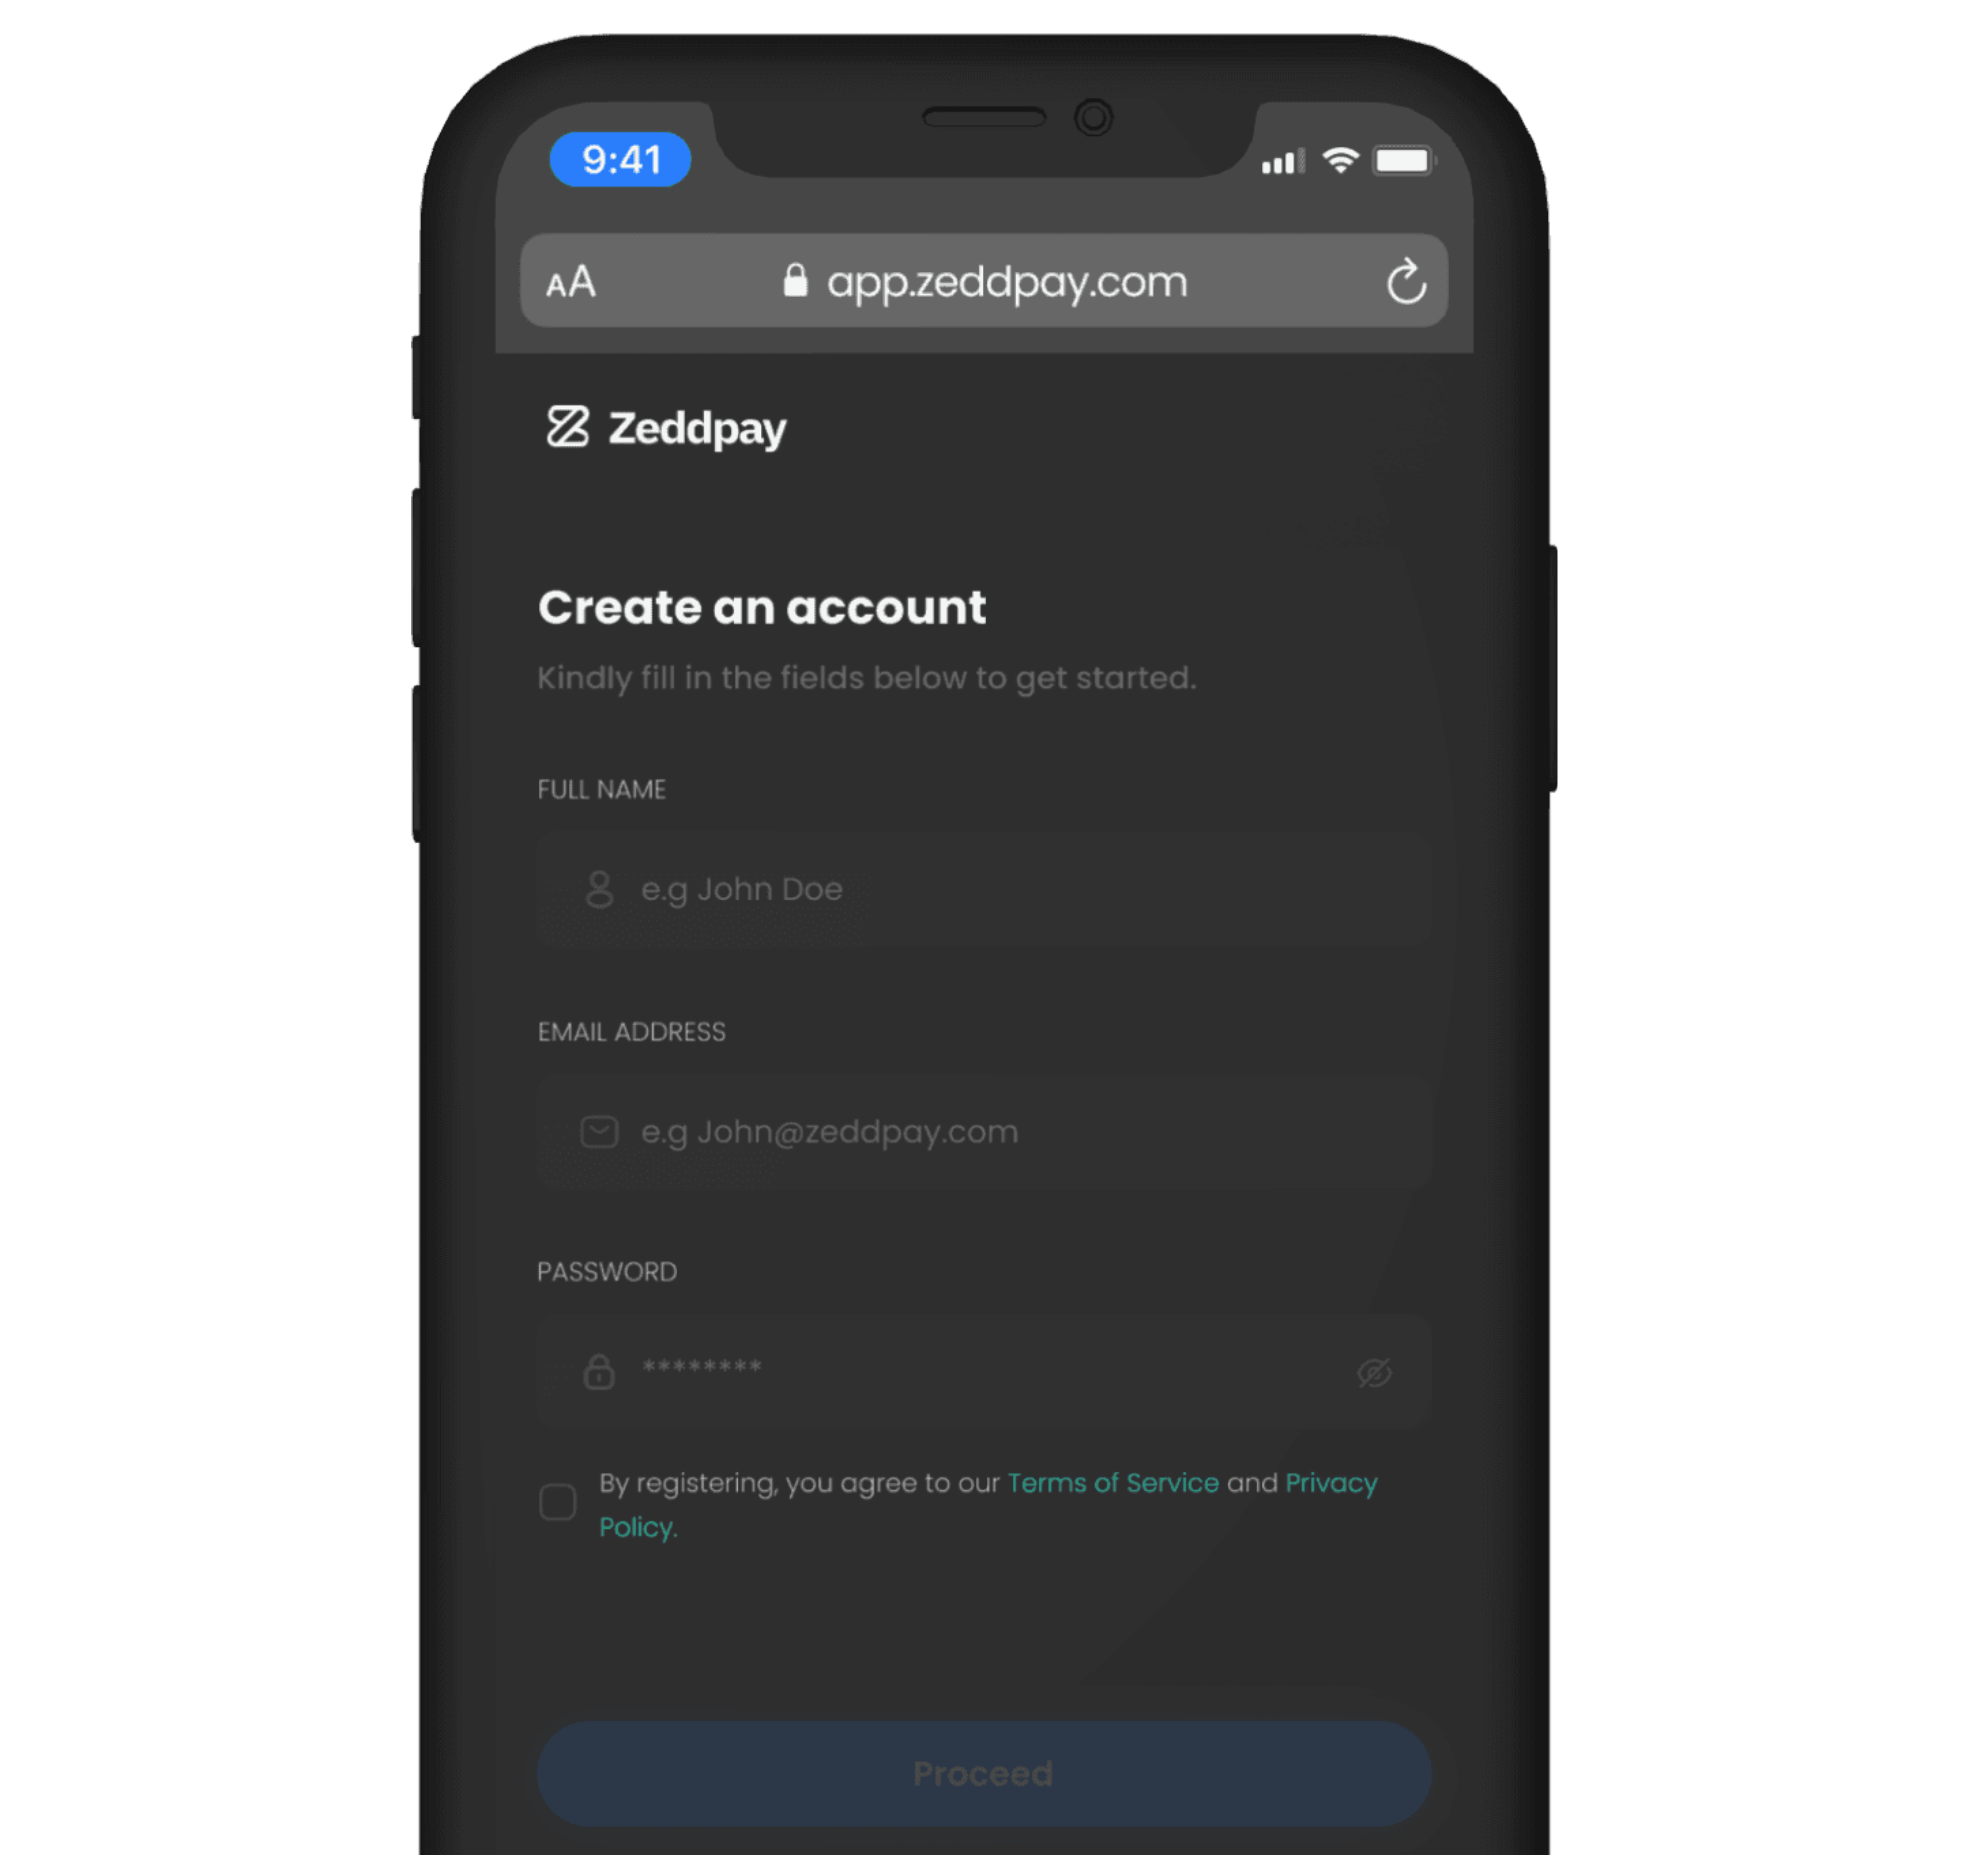 9:41
AA app.zeddpay.com
Zeddpay
Create an account
Kindly fill in the fields below to get started.
FULL NAME
e.g John Doe
EMAIL ADDRESS
e.g John@zeddpay.com
PASSWORD
********
By registering, you agree to our Terms of Service and Privacy
Policy.
Proceed